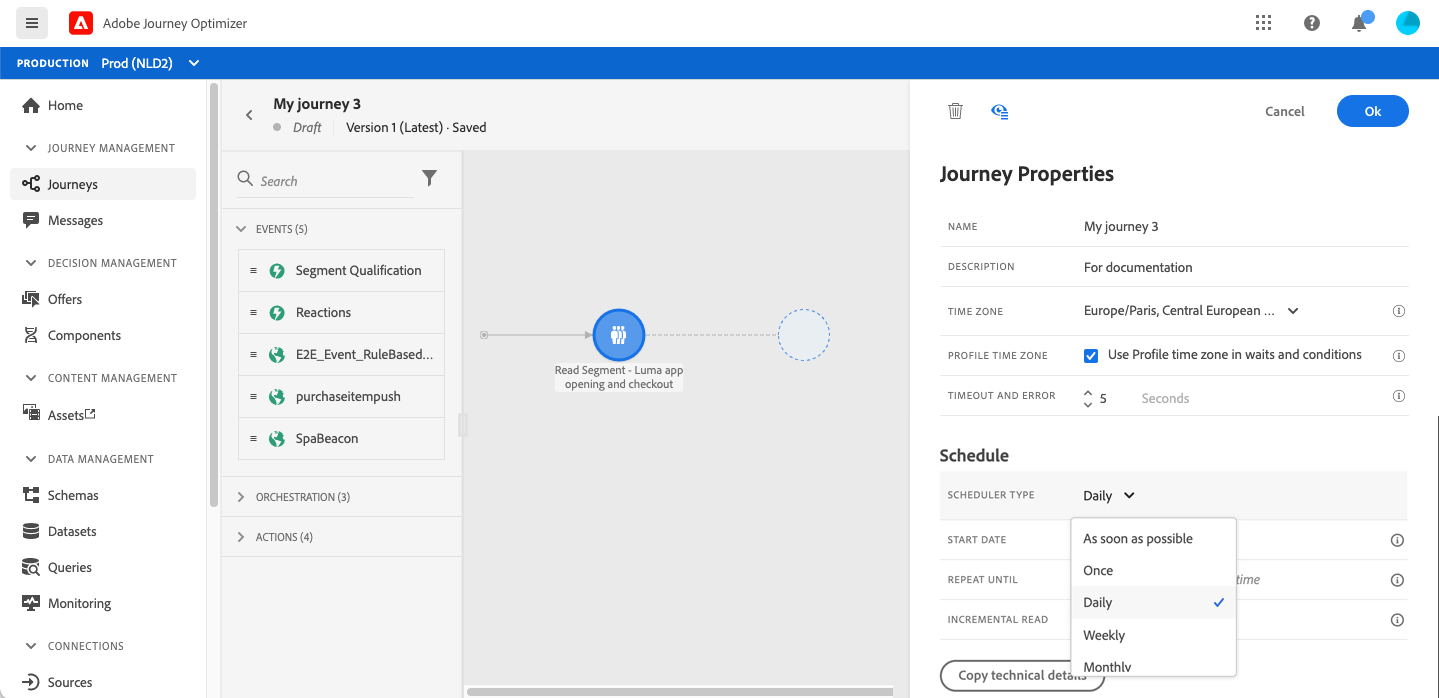 Adobe Journey Optimizer
PRODUCTION Prod (NLD2)
Home
JOURNEY MANAGEMENT
Journeys
Messages
DECISION MANAGEMENT
Offers
Components
CONTENT MANAGEMENT
Assets
DATA MANAGEMENT
Schemas
Datasets
Queries
Monitoring
CONNECTIONS
Sources
My journey 3
Draft Version 1 (Latest) · Saved
Search
EVENTS (5)
Segment Qualification
Reactions
E2E_Event_RuleBased...
purchaseitempush
SpaBeacon
ORCHESTRATION (3)
ACTIONS (4)
Read Segment - Luma app
opening and checkout
Cancel Ok
Journey Properties
NAME My journey 3
DESCRIPTION For documentation
TIME ZONE Europe/Paris, Central European ...
PROFILE TIME ZONE Use Profile time zone in waits and conditions
TIMEOUT AND ERROR 5 Seconds
Schedule
SCHEDULER TYPE Daily
As soon as possible
START DATE
Once
REPEAT UNTIL time
Daily
INCREMENTAL READ
Weekly
Monthly
Copy technical details